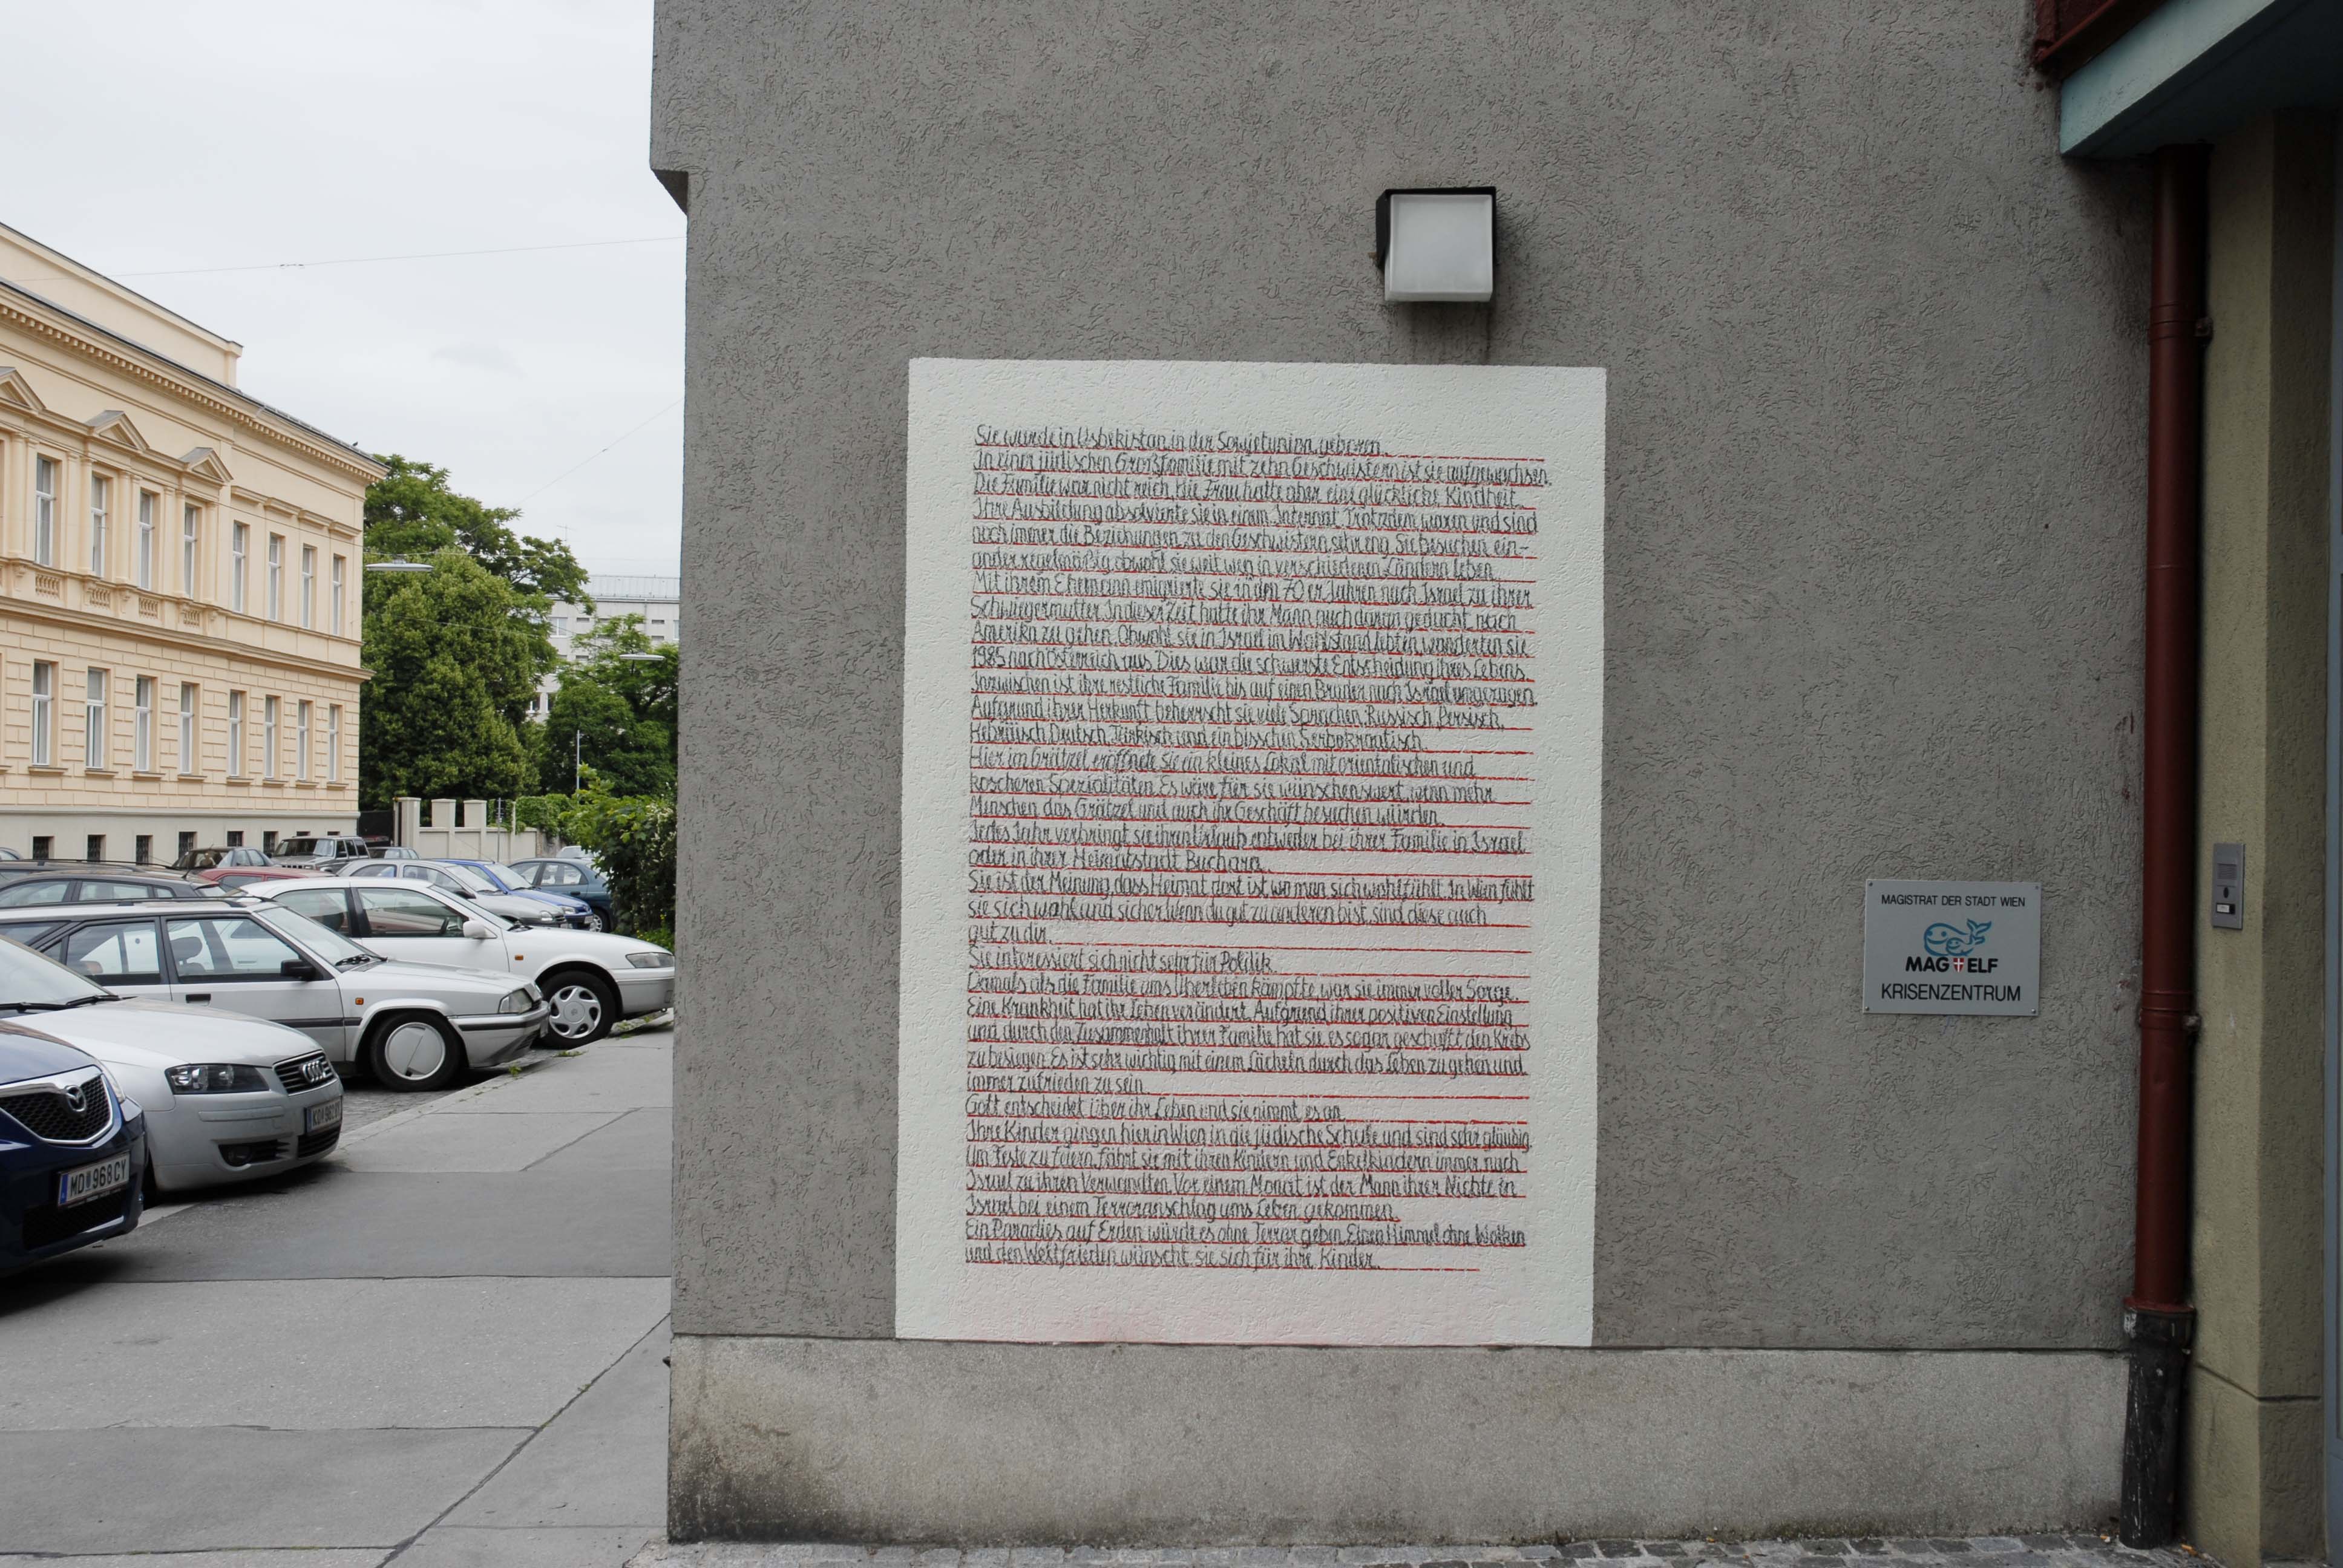 Sie wurde in Usbekistan in der Sowjetunion geboren.
In einer jüdischen Großfamilie mit zehn Geschwistern ist sie aufgewachsen.
Die Familie war nicht reich, die Frau hatte aber eine glückliche Kindheit.
Ihre Ausbildung absolvierte sie in einem Internat. Trotzdem waren und sind
noch immer die Beziehungen zu den Geschwistern sehr eng. Sie besuchen ein-
ander regelmäßig, obwohl sie weit weg in verschiedenen Ländern leben.
Mit ihrem Ehemann emigrierte sie in den 70er Jahren nach Israel zu ihrer
Schwiegermutter. In dieser Zeit hatte ihr Mann auch daran gedacht, nach
Amerika zu gehen. Obwohl sie in Israel im Wohlstand lebten, wanderten sie
1985 nach Österreich aus. Dies war die schwerste Entscheidung ihres Lebens.
Inzwischen ist ihre restliche Familie bis auf einen Bruder nach Israel umgezogen.
Aufgrund ihrer Herkunft beherrscht sie viele Sprachen: Russisch, Persisch,
Hebräisch, Deutsch, Türkisch und ein bisschen Serbokroatisch.
Hier im Grätzel eröffnete sie ein kleines Lokal mit orientalischen und
koscheren Spezialitäten. Es wäre für sie wünschenswert, wenn mehr
Menschen das Grätzel und auch ihr Geschäft besuchen würden.
Jedes Jahr verbringt sie ihren Urlaub entweder bei ihrer Familie in Israel
oder in ihrer Heimatstadt Buchara.
Sie ist der Meinung, dass Heimat dort ist, wo man sich wohlfühlt. In Wien fühlt
sie sich wohl und sicher. Wenn du gut zu anderen bist, sind diese auch
gut zu dir.
Sie interessiert sich nicht sehr für Politik.
Damals als die Familie ums Überleben kämpfte, war sie immer voller Sorge.
Eine Krankheit hat ihr Leben verändert. Aufgrund ihrer positiven Einstellung
und durch den Zusammenhalt ihrer Familie hat sie es sogar geschafft den Krebs
zu besiegen. Es ist sehr wichtig mit einem Lächeln durch das Leben zu gehen und
immer zufrieden zu sein.
Gott entscheidet über ihr Leben und sie nimmt es an.
Ihre Kinder gingen hier in Wien in die jüdische Schule und sind sehr gläubig.
Um Feste zu feiern, fährt sie mit ihren Kindern und Enkelkindern immer nach
Israel zu ihren Verwandten. Vor einem Monat ist der Mann ihrer Nichte in
Israel bei einem Terroranschlag ums Leben gekommen.
Ein Paradies auf Erden würde es ohne Terror geben. Einen Himmel ohne Wolken
und den Weltfrieden wünscht sie sich für ihre Kinder.
MAGISTRAT DER STADT WIEN
MAG ELF
KRISENZENTRUM
MD 968 CY